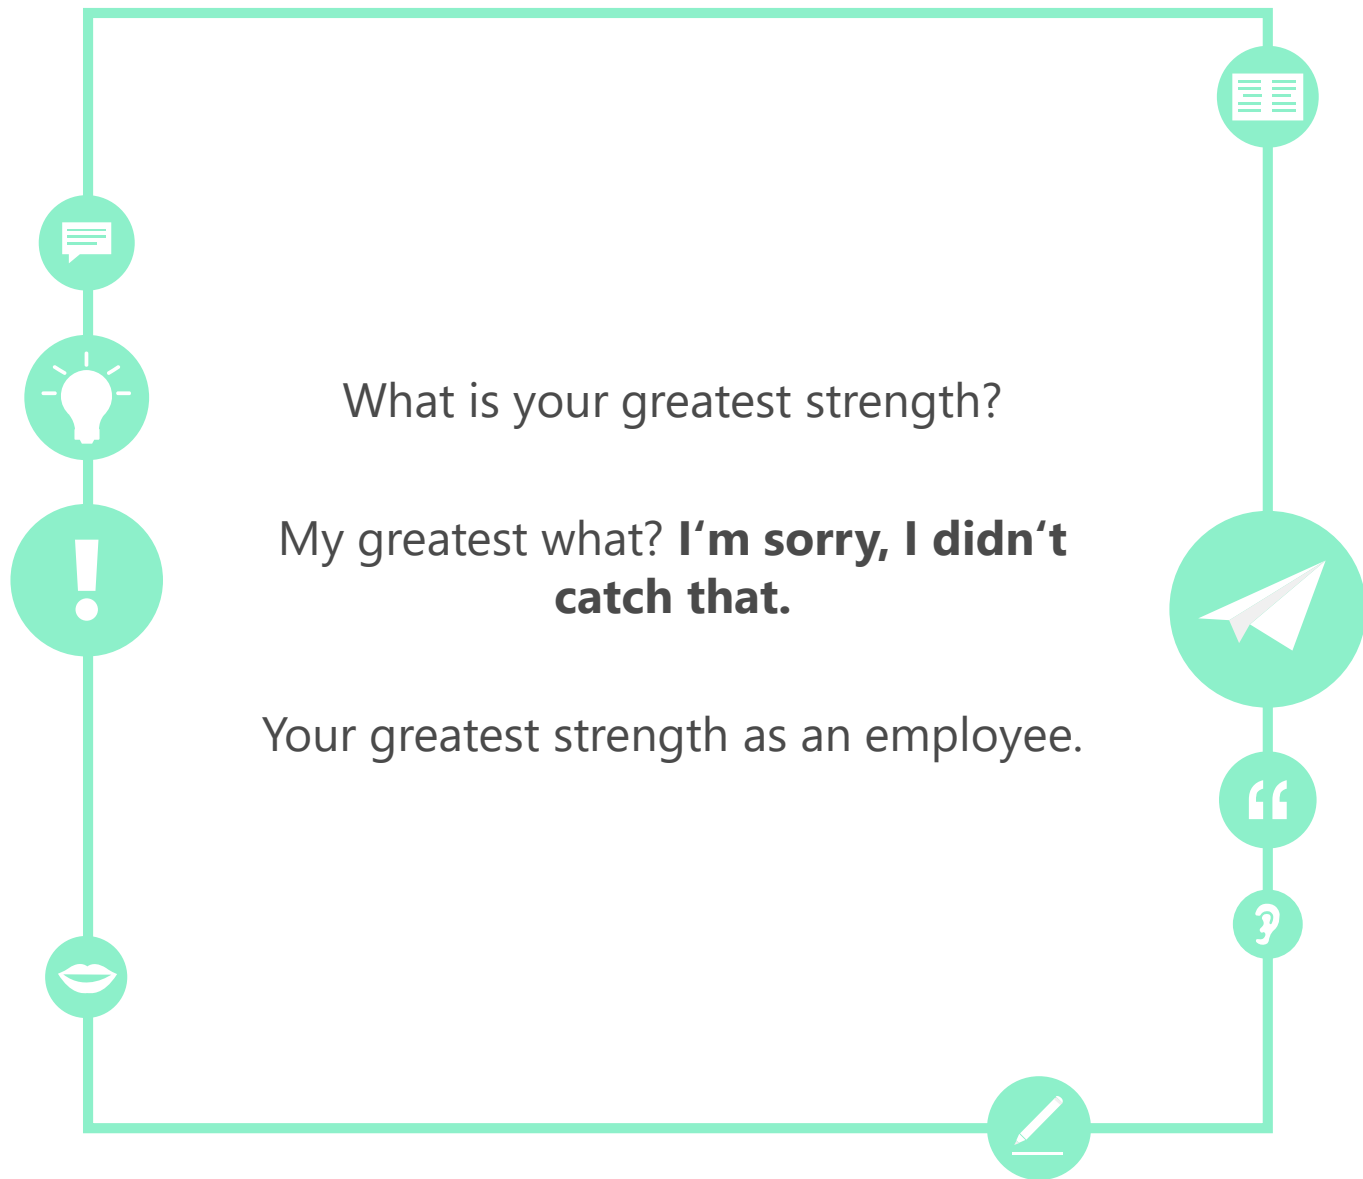 What is your greatest strength?
My greatest what? I‘m sorry, I didn‘t
catch that.
Your greatest strength as an employee.